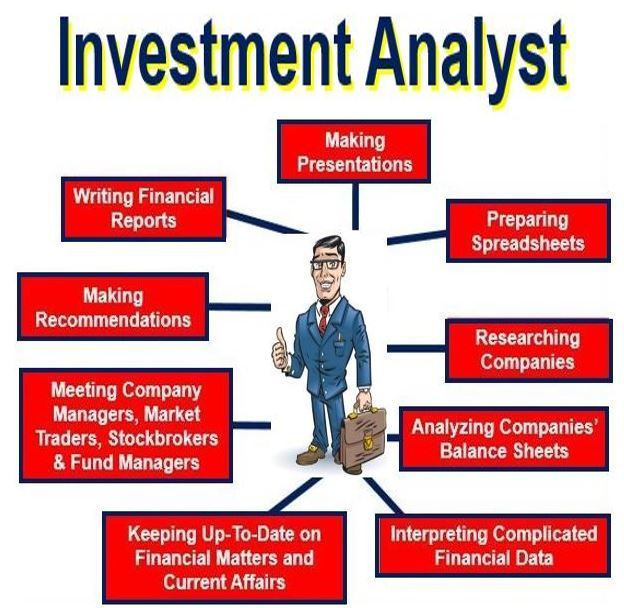 Investment Analyst
Making
Presentations
Writing Financial
Reports
Preparing
Spreadsheets
Making
Recommendations
Researching
Companies
Meeting Company
Managers, Market
Traders, Stockbrokers
& Fund Managers
Analyzing Companies’
Balance Sheets
Keeping Up-To-Date on
Financial Matters and
Current Affairs
Interpreting Complicated
Financial Data